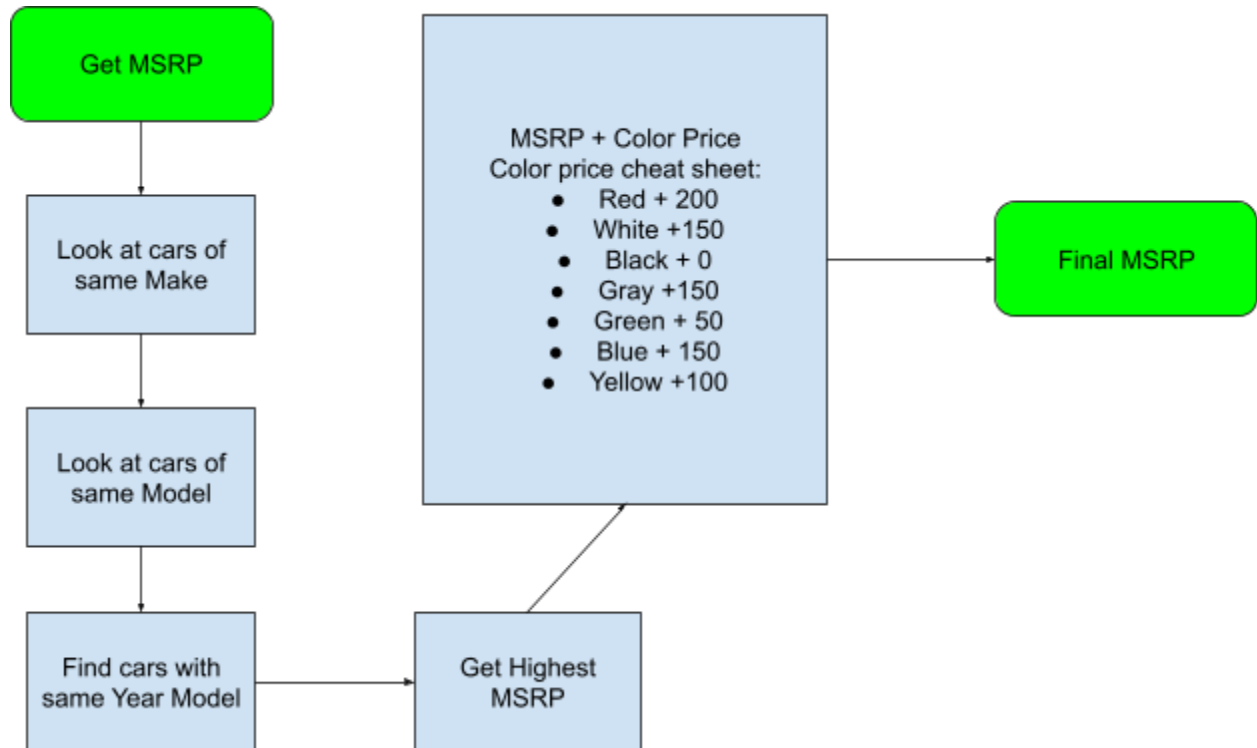 Get MSRP
Look at cars of
same Make
Look at cars of
same Model
Find cars with
same Year Model
Get Highest
MSRP
MSRP + Color Price
Color price cheat sheet:
● Red + 200
● White +150
● Black + 0
● Gray +150
● Green + 50
● Blue + 150
● Yellow +100
Final MSRP